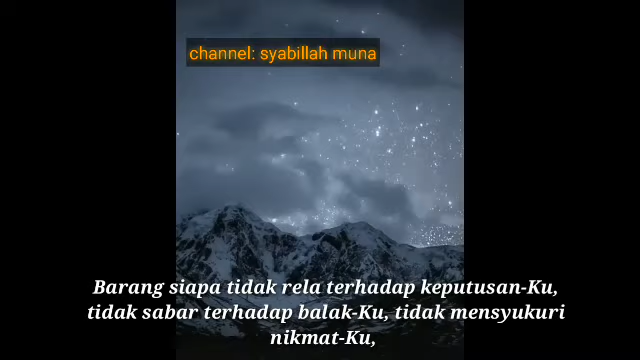 channel: syabillah muna
Barang siapa tidak rela terhadap keputusan-Ku,
tidak sabar terhadap balak-Ku, tidak mensyukuri
nikmat-Ku,